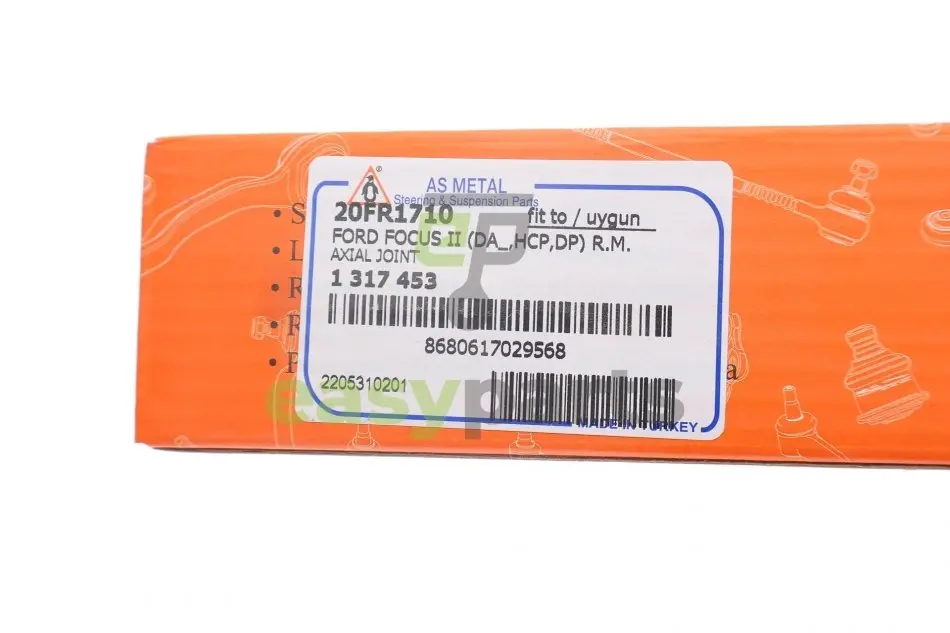 AS METAL
Steering & Suspension Parts
®
20FR1710 fit to / uygun
FORD FOCUS II (DA_,HCP,DP) R.M.
AXIAL JOINT
1 317 453
8680617029568
2205310201
MADE IN TURKEY
ep
easyparts
• S
• L
• R
• R
• P
a